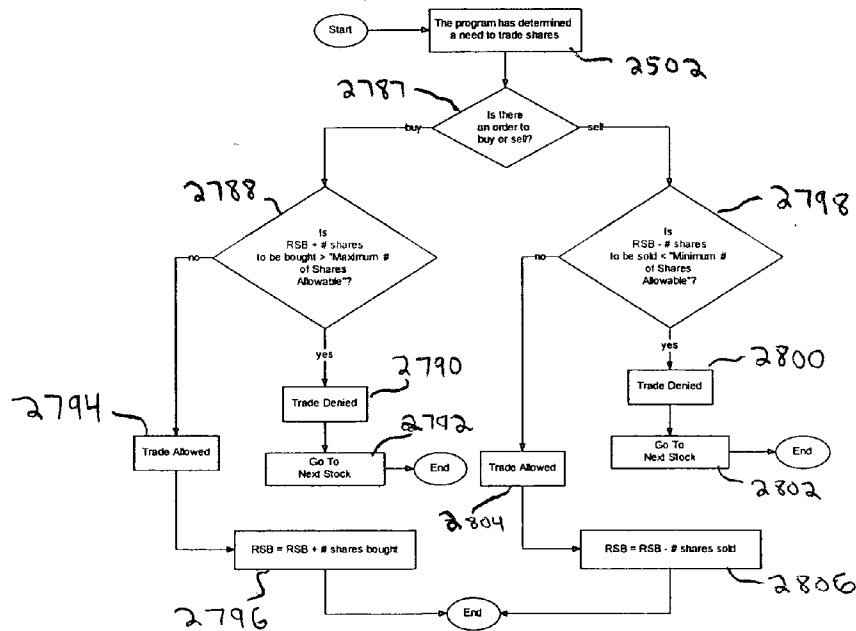 Start
The program has determined
a need to trade shares
2502
2787
Is there
an order to
buy or sell?
buy
sell
2788
Is
RSB + # shares
to be bought > "Maximum #
of Shares
Allowable"?
2798
Is
RSB - # shares
to be sold < "Minimum #
of Shares
Allowable"?
no
no
yes
yes
2790
Trade Denied
2800
Trade Denied
2794
Trade Allowed
2792
Go To
Next Stock
End
Trade Allowed
2804
Go To
Next Stock
End
2802
RSB = RSB + # shares bought
2796
RSB = RSB - # shares sold
2806
End